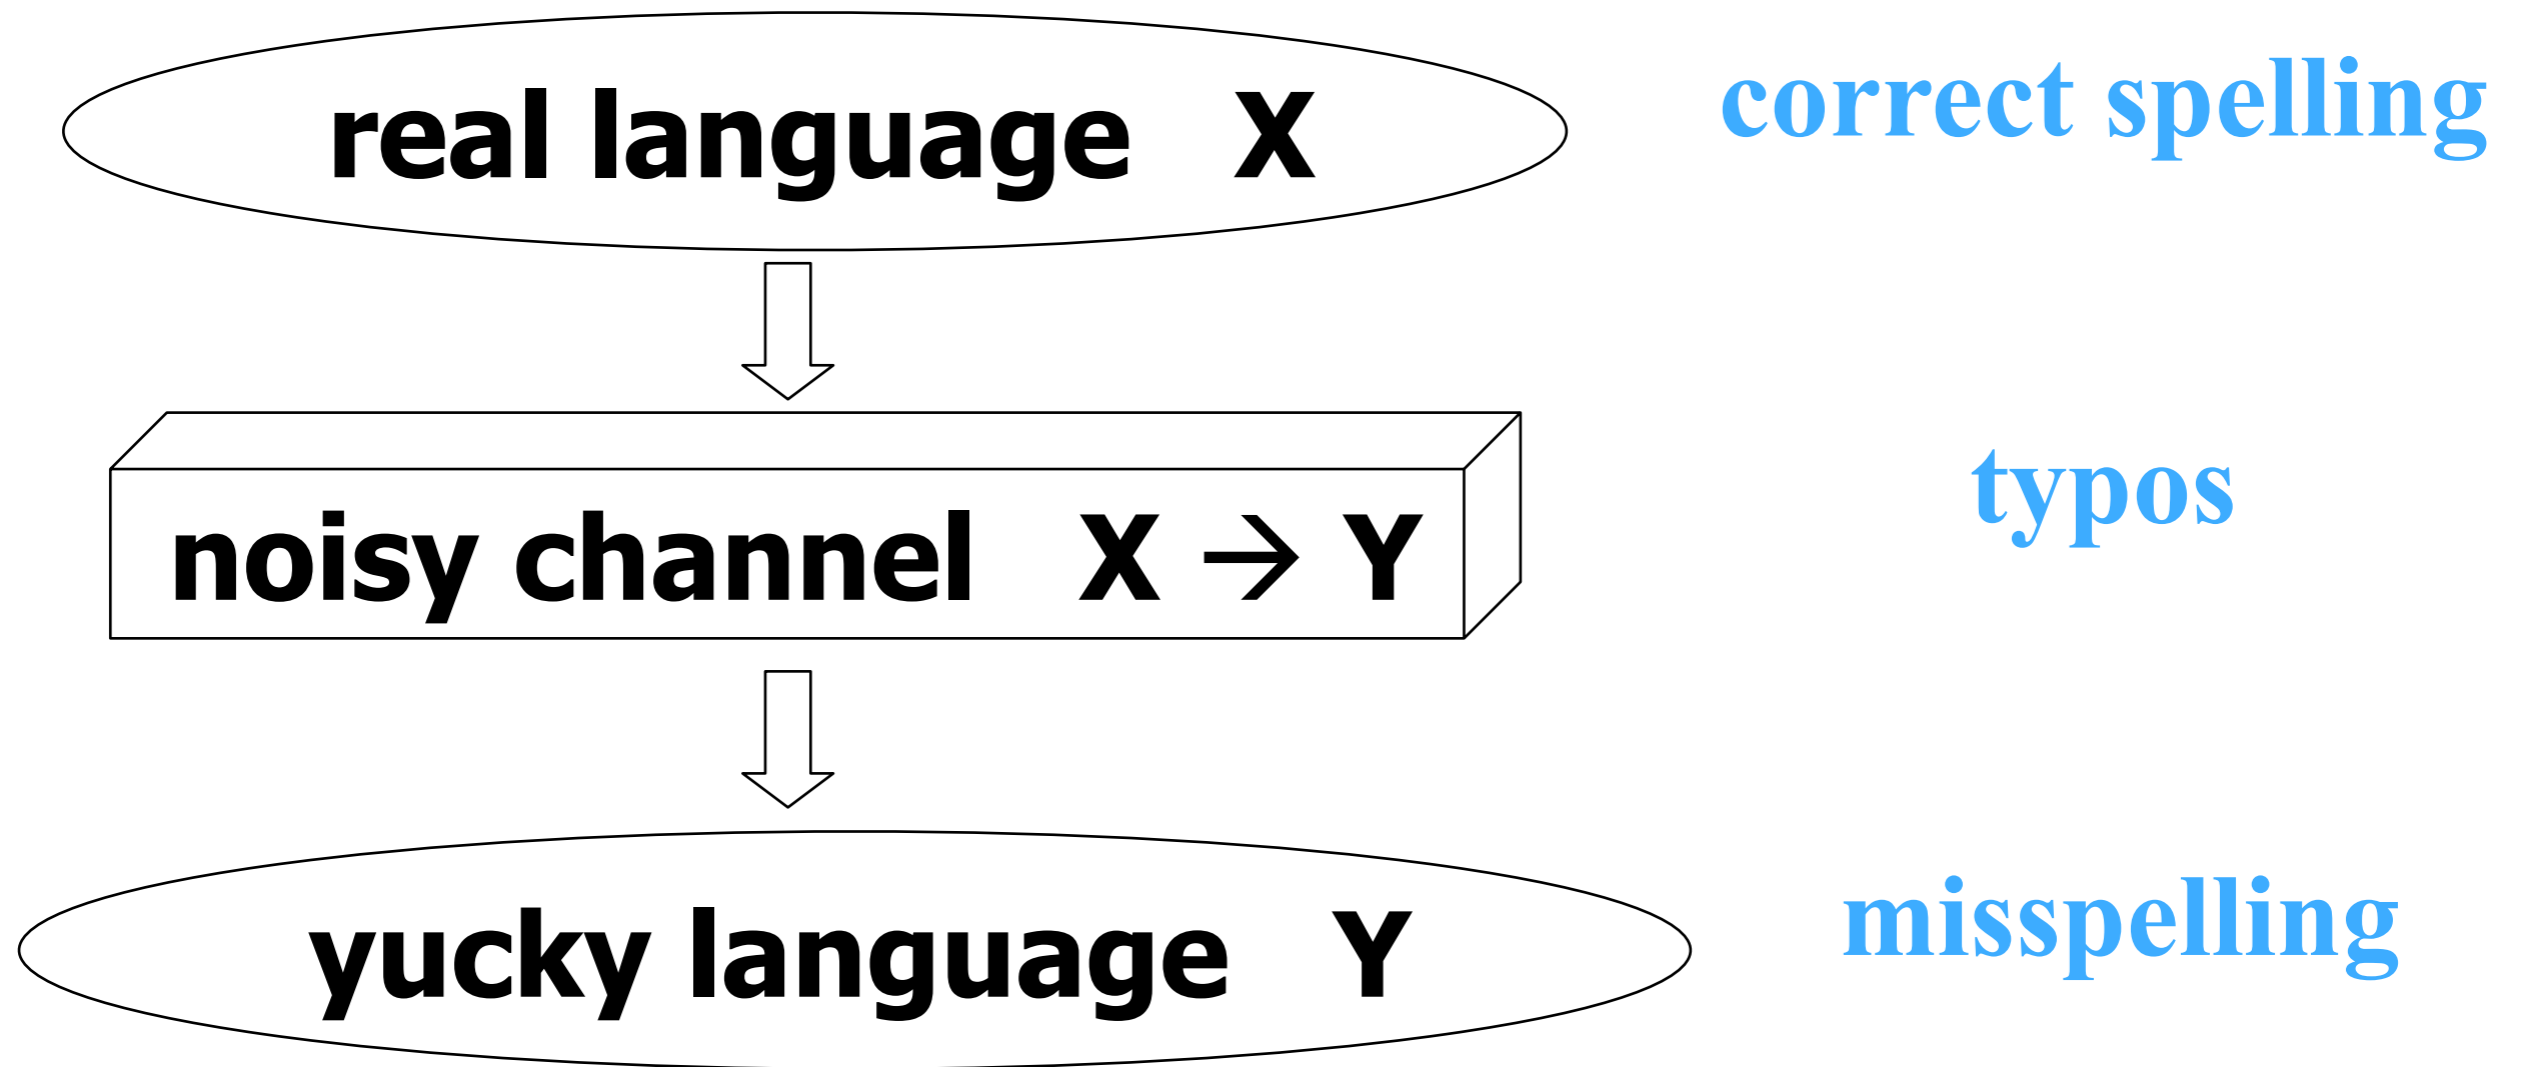 real language X correct spelling
noisy channel X → Y typos
yucky language Y misspelling